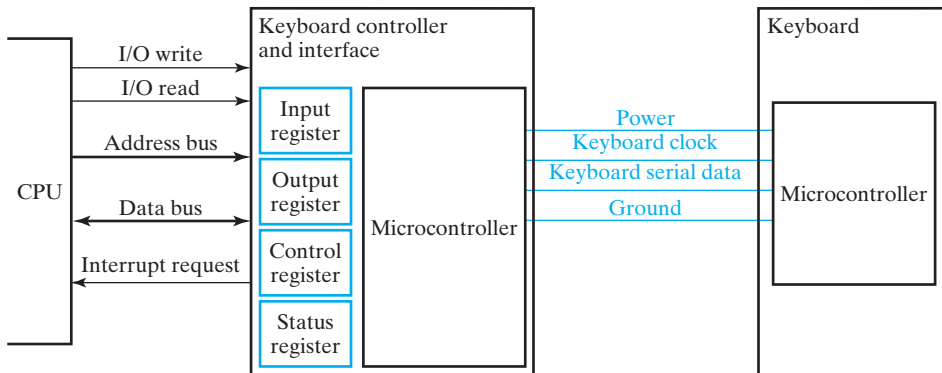 Keyboard controller
and interface
Keyboard
I/O write
I/O read
Address bus
CPU
Data bus
Interrupt request
Input
register
Output
register
Control
register
Status
register
Microcontroller
Power
Keyboard clock
Keyboard serial data
Ground
Microcontroller